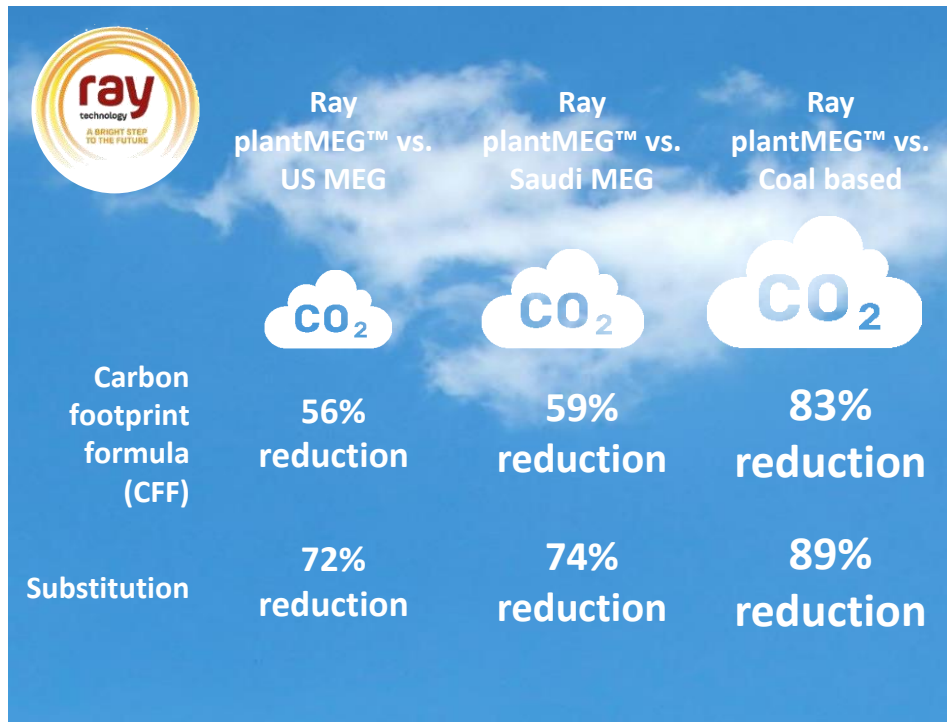 ray
technology
A BRIGHT STEP
TO THE FUTURE
Ray
plantMEG™ vs.
US MEG
Ray
plantMEG™ vs.
Saudi MEG
Ray
plantMEG™ vs.
Coal based
CO2
CO2
CO2
Carbon
footprint
formula
(CFF)
56%
reduction
59%
reduction
83%
reduction
Substitution
72%
reduction
74%
reduction
89%
reduction